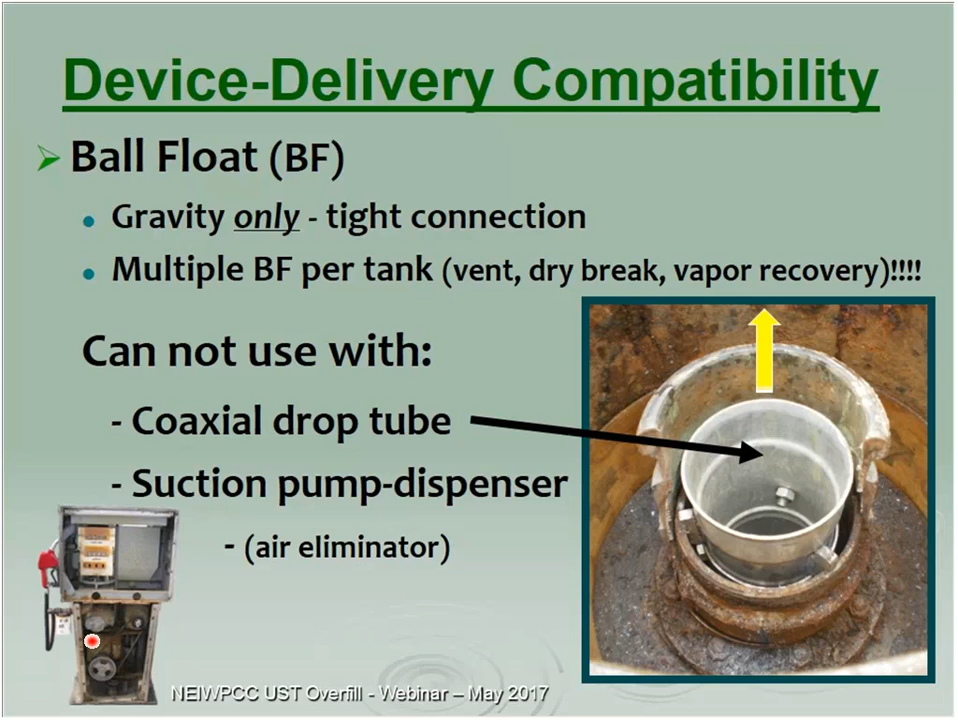 Device-Delivery Compatibility
Ball Float (BF)
Gravity only - tight connection
Multiple BF per tank (vent, dry break, vapor recovery)!!!!
Can not use with:
- Coaxial drop tube
- Suction pump-dispenser
- (air eliminator)
NEIWPCC UST Overfill - Webinar – May 2017